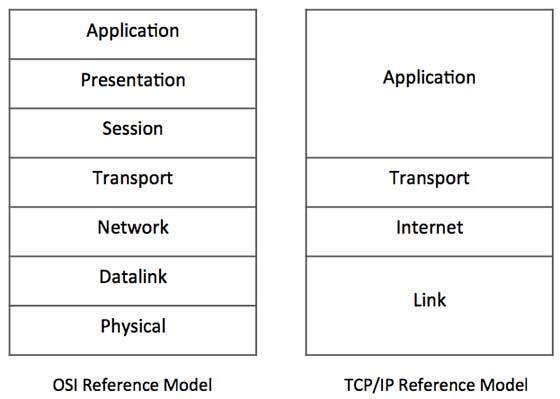 Application
Presentation
Session
Transport
Network
Datalink
Physical
OSI Reference Model
Application
Transport
Internet
Link
TCP/IP Reference Model